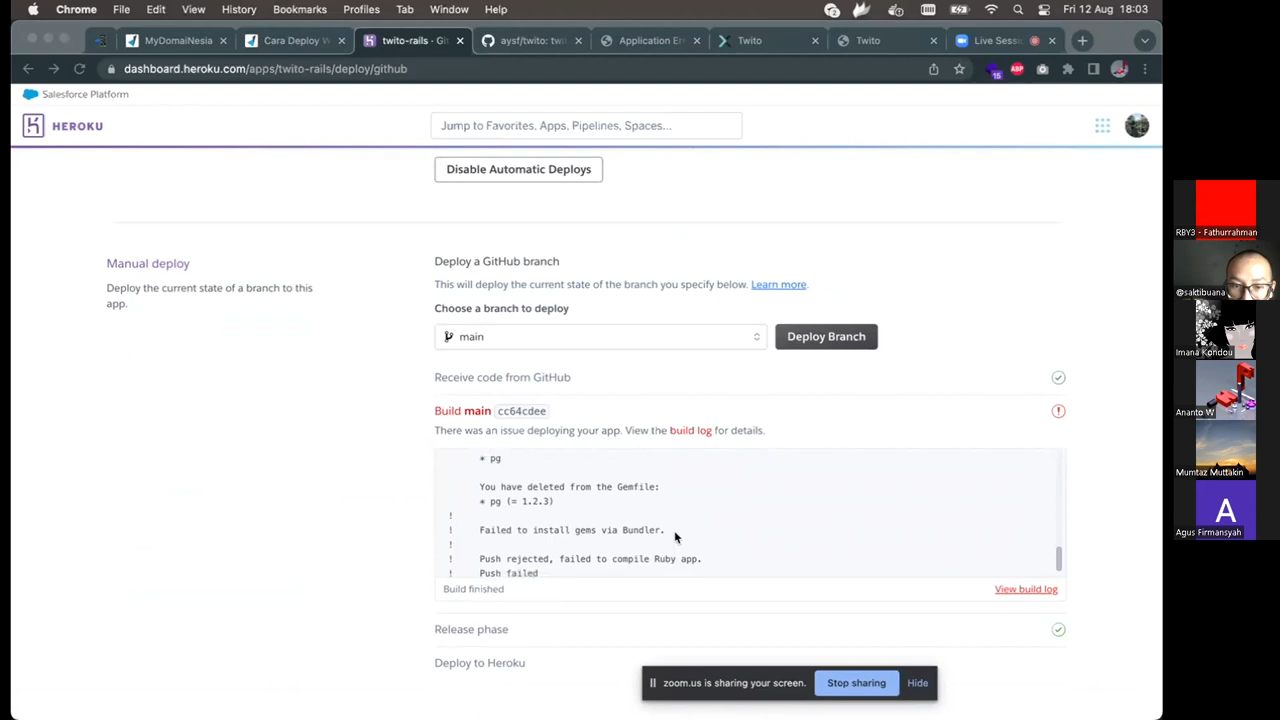 Chrome File Edit View History Bookmarks Profiles Tab Window Help
Fri 12 Aug 18:03
MyDomaiNesia
Cara Deploy W
twito-rails · Git
aysf/twito: twi
Application Err
Twito
Twito
Live Sessi
dashboard.heroku.com/apps/twito-rails/deploy/github
15
ABP
Salesforce Platform
HEROKU
Jump to Favorites, Apps, Pipelines, Spaces...
Disable Automatic Deploys
Manual deploy
Deploy the current state of a branch to this
app.
Deploy a GitHub branch
This will deploy the current state of the branch you specify below. Learn more.
Choose a branch to deploy
main
Deploy Branch
Receive code from GitHub
Build main cc64cdee
There was an issue deploying your app. View the build log for details.
* pg
You have deleted from the Gemfile:
* pg (= 1.2.3)
!
! Failed to install gems via Bundler.
!
! Push rejected, failed to compile Ruby app.
! Push failed
Build finished
View build log
Release phase
Deploy to Heroku
zoom.us is sharing your screen.
Stop sharing
Hide
RBY3 - Fathurrahman
@saktibuana
Imana Kondou
Ananto W
Mumtaz Muttakin
A
Agus Firmansyah